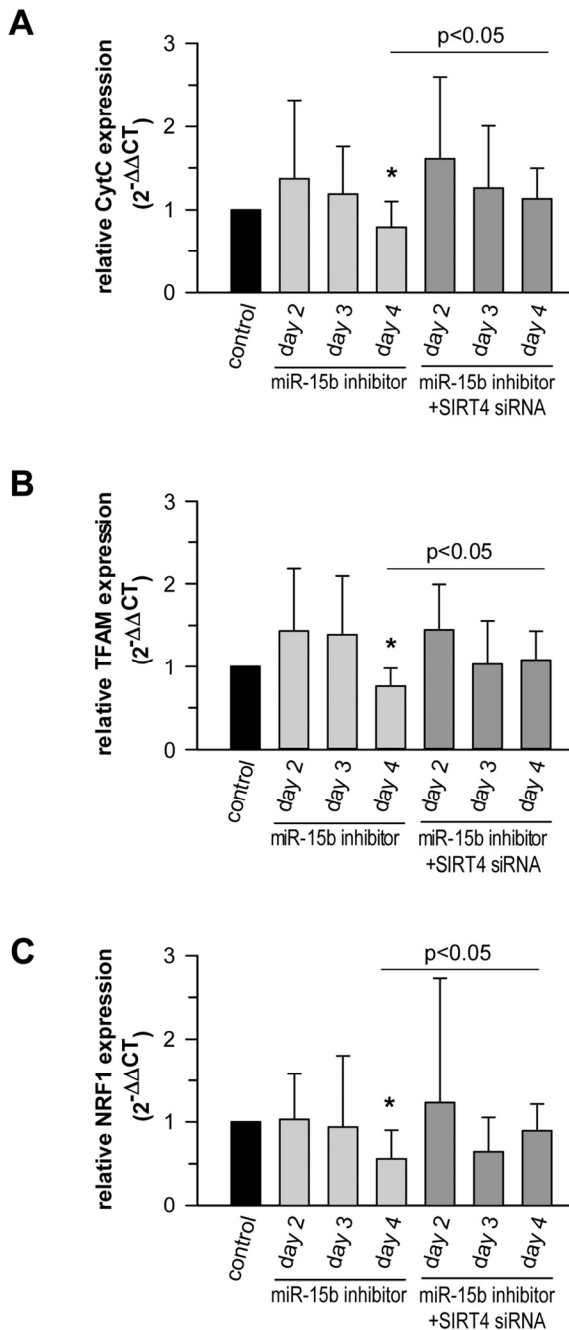 A
relative CytC expression
(2-ΔΔCT)
3
2
1
0
p<0.05
*
control
day 2
day 3
day 4
day 2
day 3
day 4
miR-15b inhibitor
miR-15b inhibitor
+SIRT4 siRNA
B
relative TFAM expression
(2-ΔΔCT)
3
2
1
0
p<0.05
*
control
day 2
day 3
day 4
day 2
day 3
day 4
miR-15b inhibitor
miR-15b inhibitor
+SIRT4 siRNA
C
relative NRF1 expression
(2-ΔΔCT)
3
2
1
0
p<0.05
*
control
day 2
day 3
day 4
day 2
day 3
day 4
miR-15b inhibitor
miR-15b inhibitor
+SIRT4 siRNA